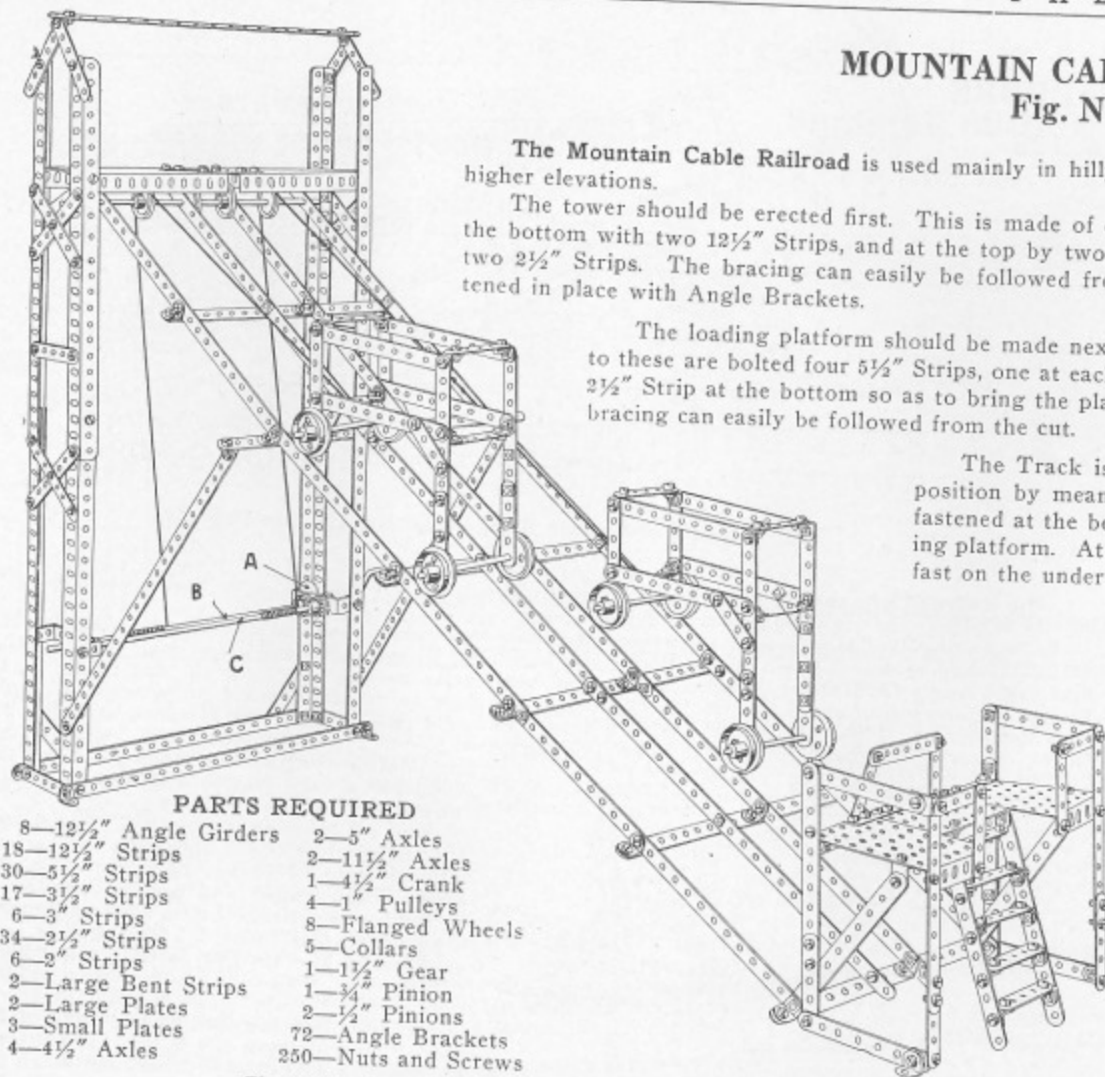 MOUNTAIN CA
Fig. N
The Mountain Cable Railroad is used mainly in hill
higher elevations.
The tower should be erected first. This is made of
the bottom with two 12½" Strips, and at the top by two
two 2½" Strips. The bracing can easily be followed fr
tened in place with Angle Brackets.
The loading platform should be made nex
to these are bolted four 5½" Strips, one at eac
2½" Strip at the bottom so as to bring the pla
bracing can easily be followed from the cut.
The Track is
position by mean
fastened at the be
ing platform. At
fast on the under
A
B
C
PARTS REQUIRED
8—12½" Angle Girders
18—12½" Strips
30—5½" Strips
17—3½" Strips
6—3" Strips
34—2½" Strips
6—2" Strips
2—Large Bent Strips
2—Large Plates
3—Small Plates
4—4½" Axles
2—5" Axles
2—11½" Axles
1—4½" Crank
4—1" Pulleys
8—Flanged Wheels
5—Collars
1—1½" Gear
1—¾" Pinion
2—½" Pinions
72—Angle Brackets
250—Nuts and Screws